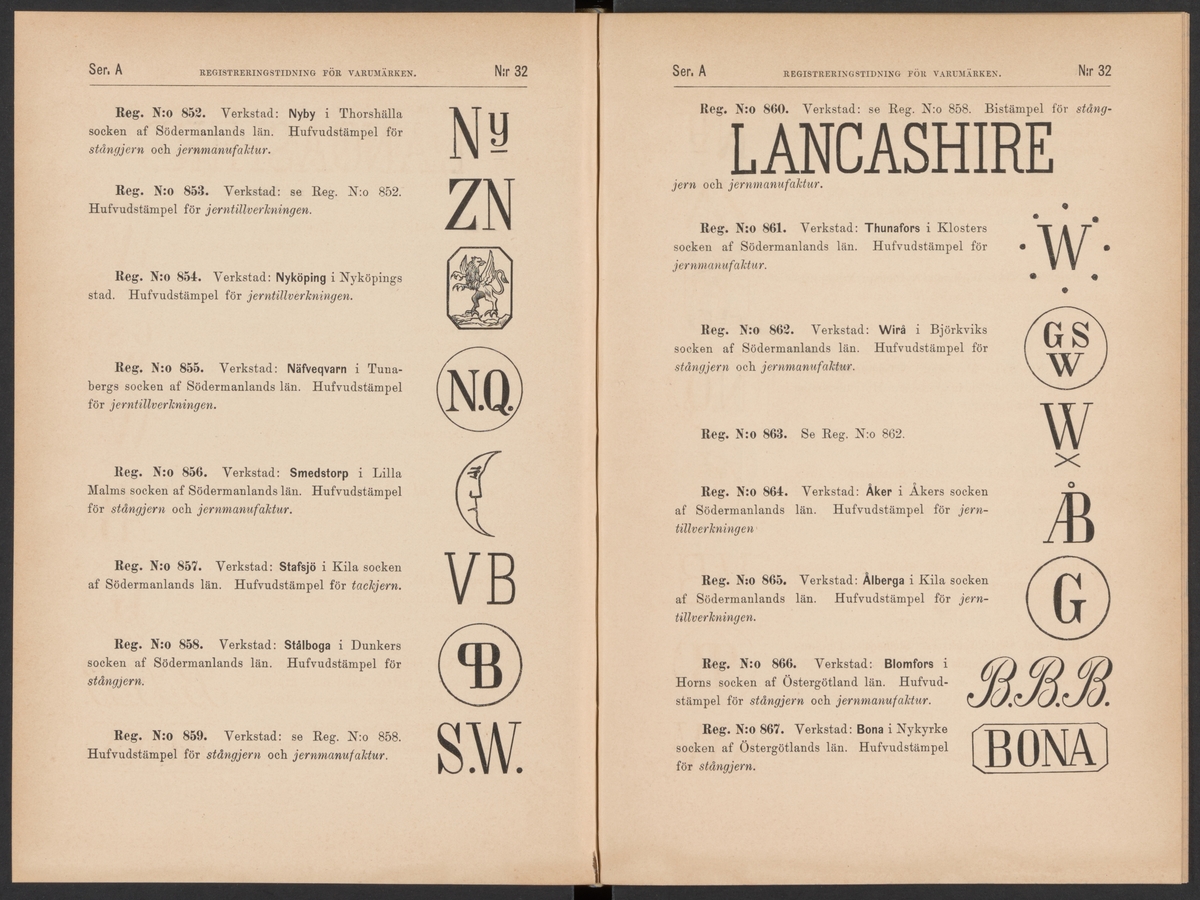 Ser. A REGISTRERINGSTIDNING FÖR VARUMÄRKEN. N:r 32
Reg. N:o 852. Verkstad: Nyby i Thorshälla
socken af Södermanlands län. Hufvudstämpel för
stångjern och jernmanufaktur.
Ny
Reg. N:o 853. Verkstad: se Reg. N:o 852.
Hufvudstämpel för jerntillverkningen.
ZN
Reg. N:o 854. Verkstad: Nyköping i Nyköpings
stad. Hufvudstämpel för jerntillverkningen.
Reg. N:o 855. Verkstad: Näfveqvarn i Tuna-
bergs socken af Södermanlands län. Hufvudstämpel
för jerntillverkningen.
N.Q.
Reg. N:o 856. Verkstad: Smedstorp i Lilla
Malms socken af Södermanlands län. Hufvudstämpel
för stångjern och jernmanufaktur.
Reg. N:o 857. Verkstad: Stafsjö i Kila socken
af Södermanlands län. Hufvudstämpel för tackjern.
VB
Reg. N:o 858. Verkstad: Stålboga i Dunkers
socken af Södermanlands län. Hufvudstämpel för
stångjern.
B
Reg. N:o 859. Verkstad: se Reg. N:o 858.
Hufvudstämpel för stångjern och jernmanufaktur.
S.W.
Ser. A REGISTRERINGSTIDNING FÖR VARUMÄRKEN. N:r 32
Reg. N:o 860. Verkstad: se Reg. N:o 858. Bistämpel för stång-
LANCASHIRE
jern och jernmanufaktur.
Reg. N:o 861. Verkstad: Thunafors i Klosters
socken af Södermanlands län. Hufvudstämpel för
jernmanufaktur.
W
Reg. N:o 862. Verkstad: Wirå i Björkviks
socken af Södermanlands län. Hufvudstämpel för
stångjern och jernmanufaktur.
GS
W
Reg. N:o 863. Se Reg. N:o 862.
W
Reg. N:o 864. Verkstad: Åker i Åkers socken
af Södermanlands län. Hufvudstämpel för jern-
tillverkningen
ÅB
Reg. N:o 865. Verkstad: Ålberga i Kila socken
af Södermanlands län. Hufvudstämpel för jern-
tillverkningen.
G
Reg. N:o 866. Verkstad: Blomfors i
Horns socken af Östergötland län. Hufvud-
stämpel för stångjern och jernmanufaktur.
B.B.B.
Reg. N:o 867. Verkstad: Bona i Nykyrke
socken af Östergötlands län. Hufvudstämpel
för stångjern.
BONA